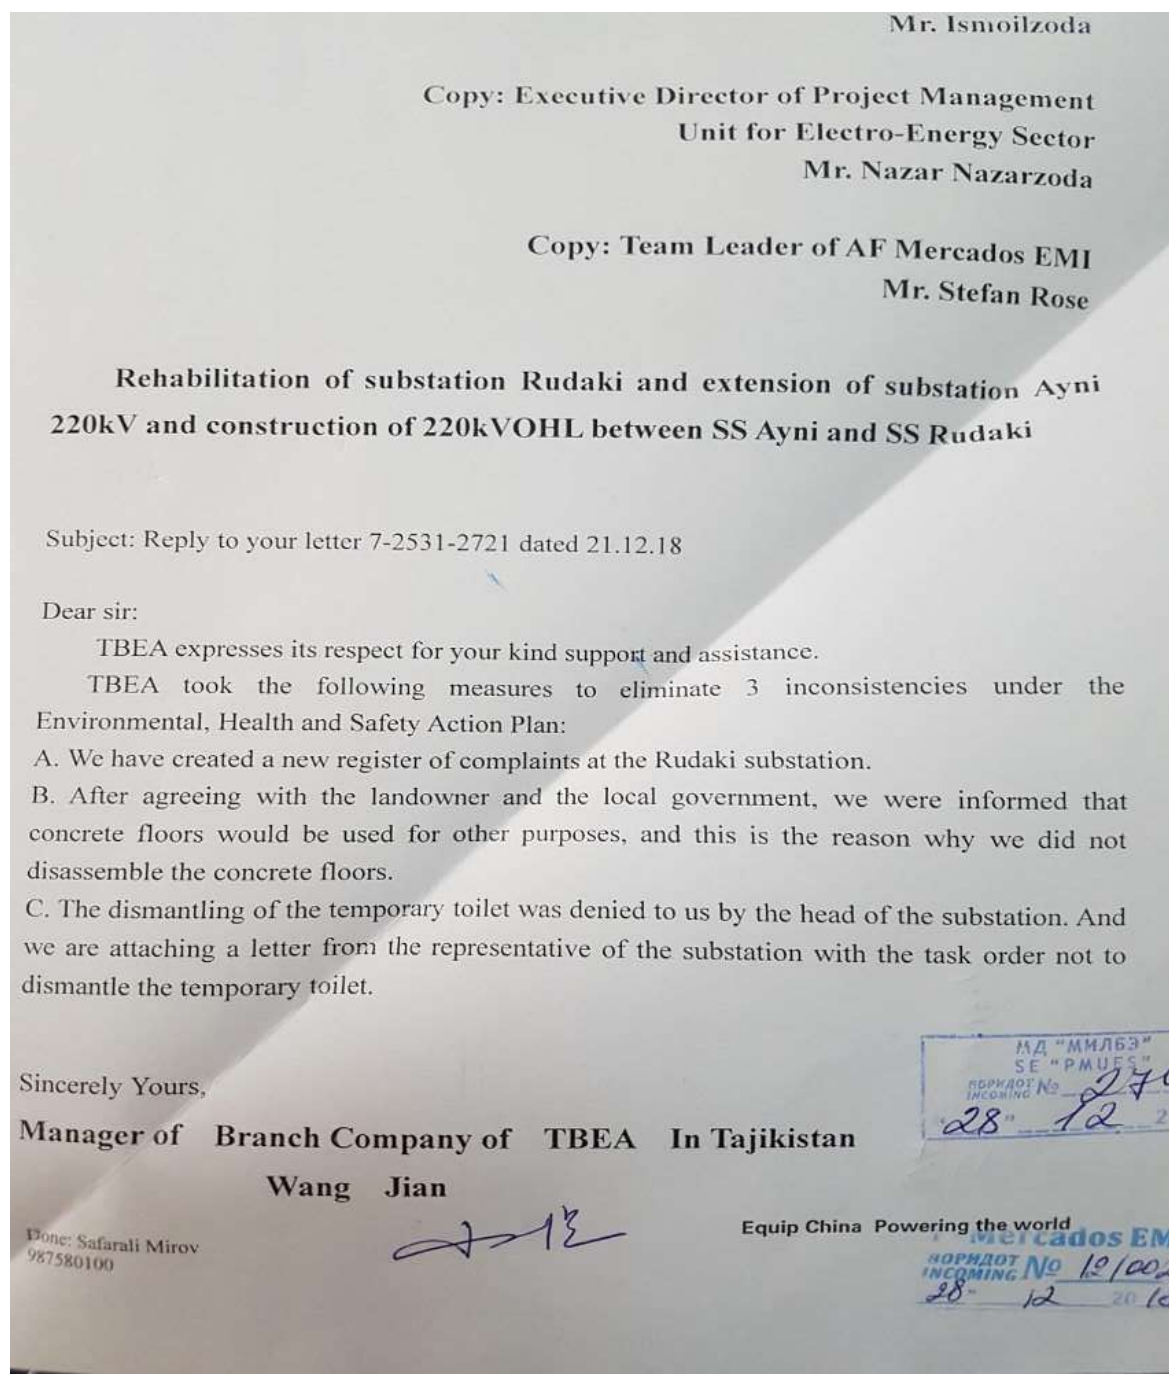 Mr. Ismoilzoda
Copy: Executive Director of Project Management
Unit for Electro-Energy Sector
Mr. Nazar Nazarzoda
Copy: Team Leader of AF Mercados EMI
Mr. Stefan Rose
Rehabilitation of substation Rudaki and extension of substation Ayni
220kV and construction of 220kVOHL between SS Ayni and SS Rudaki
Subject: Reply to your letter 7-2531-2721 dated 21.12.18
Dear sir:
TBEA expresses its respect for your kind support and assistance.
TBEA took the following measures to eliminate 3 inconsistencies under the
Environmental, Health and Safety Action Plan:
A. We have created a new register of complaints at the Rudaki substation.
B. After agreeing with the landowner and the local government, we were informed that
concrete floors would be used for other purposes, and this is the reason why we did not
disassemble the concrete floors.
C. The dismantling of the temporary toilet was denied to us by the head of the substation. And
we are attaching a letter from the representative of the substation with the task order not to
dismantle the temporary toilet.
МД "ММЛБЭ"
SE "PMUES"
ВОРИДОТ
INCOMING № 27
"28" 12 2
Sincerely Yours,
Manager of Branch Company of TBEA In Tajikistan
Wang Jian
Done: Safarali Mirov
987580100
Equip China Powering the world
Mercados EM
ВОРИДОТ
INCOMING № 12/002
28" 12 20